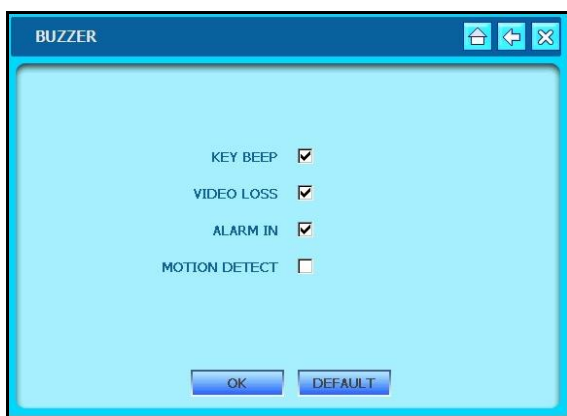 BUZZER
KEY BEEP
VIDEO LOSS
ALARM IN
MOTION DETECT
OK DEFAULT